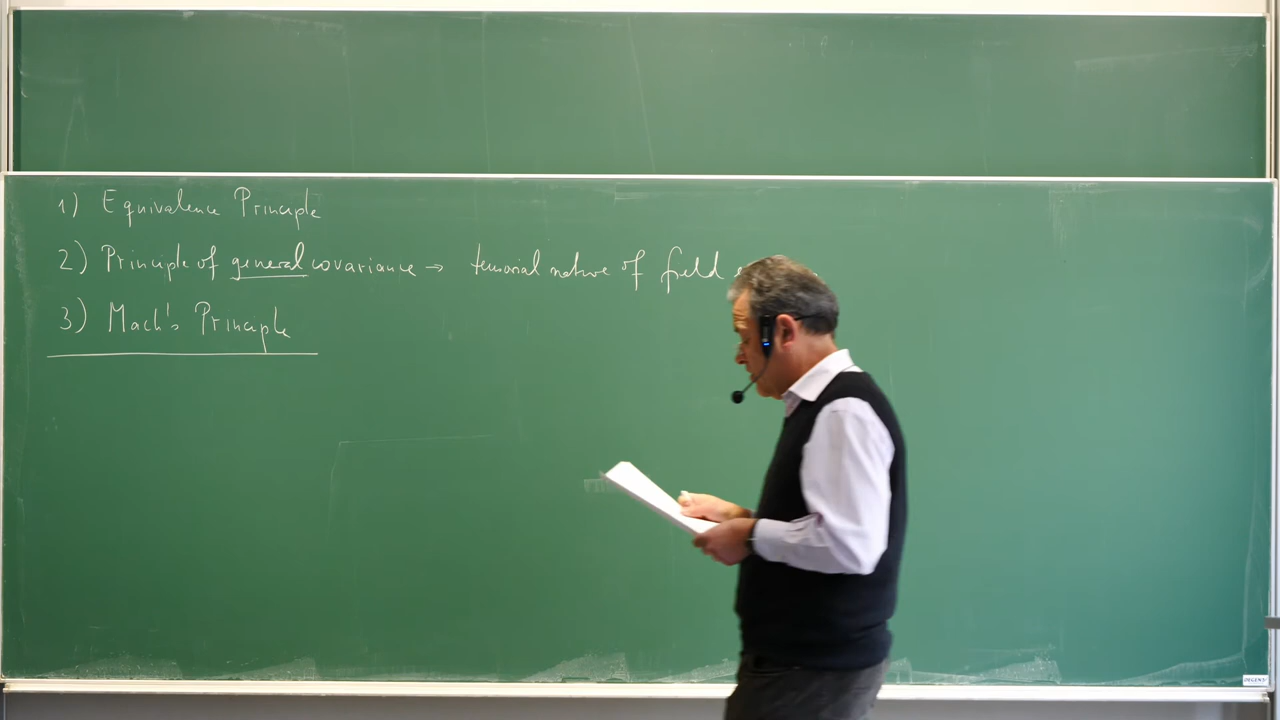 1) Equivalence Principle
2) Principle of general covariance → tensorial nature of field
3) Mach's Principle